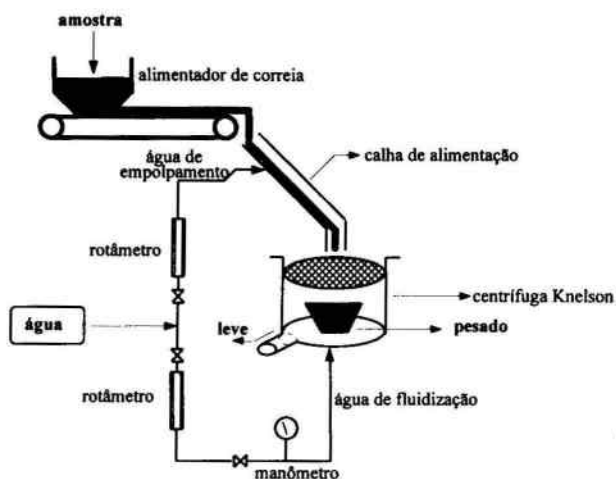 amostra
alimentador de correia
água de
empolpamento
calha de alimentação
rotâmetro
centrífuga Knelson
água
leve
pesado
rotâmetro
água de fluidização
manômetro